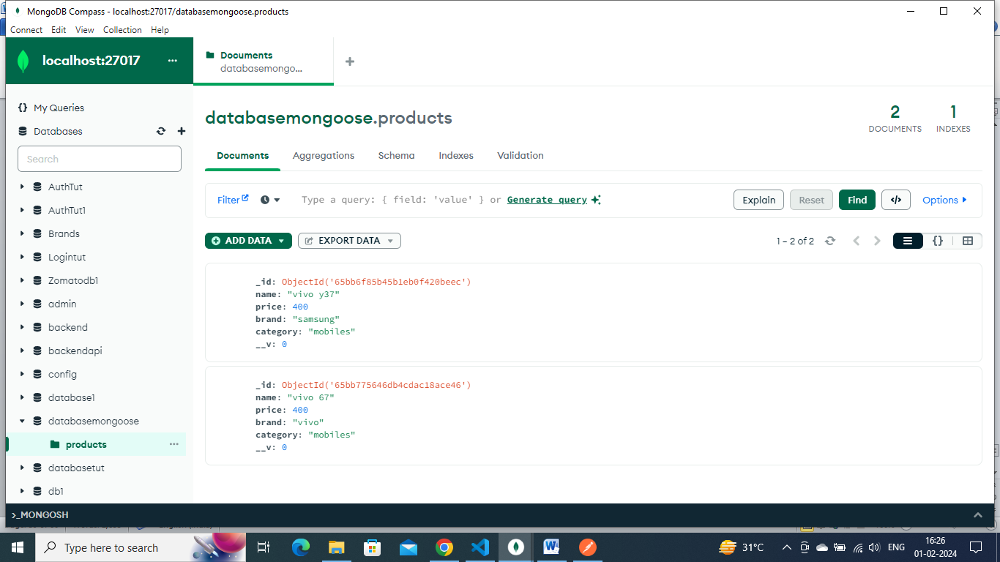 MongoDB Compass - localhost:27017/databasemongoose.products
Connect Edit View Collection Help
localhost:27017
...
Documents
databasemongo...
My Queries
Databases
Search
AuthTut
AuthTut1
Brands
Logintut
Zomatodb1
admin
backend
backendapi
config
database1
databasemongoose
products
...
databasetut
db1
databasemongoose.products
2
DOCUMENTS
1
INDEXES
Documents Aggregations Schema Indexes Validation
Filter Type a query: { field: 'value' } or Generate query Explain Reset Find </> Options
ADD DATA EXPORT DATA 1 – 2 of 2 {}
_id: ObjectId('65bb6f85b45b1eb0f420beec')
name: "vivo y37"
price: 400
brand: "samsung"
category: "mobiles"
__v: 0
_id: ObjectId('65bb775646db4cdac18ace46')
name: "vivo 67"
price: 400
brand: "vivo"
category: "mobiles"
__v: 0
>_MONGOSH
Type here to search
31°C
ENG
16:26
01-02-2024